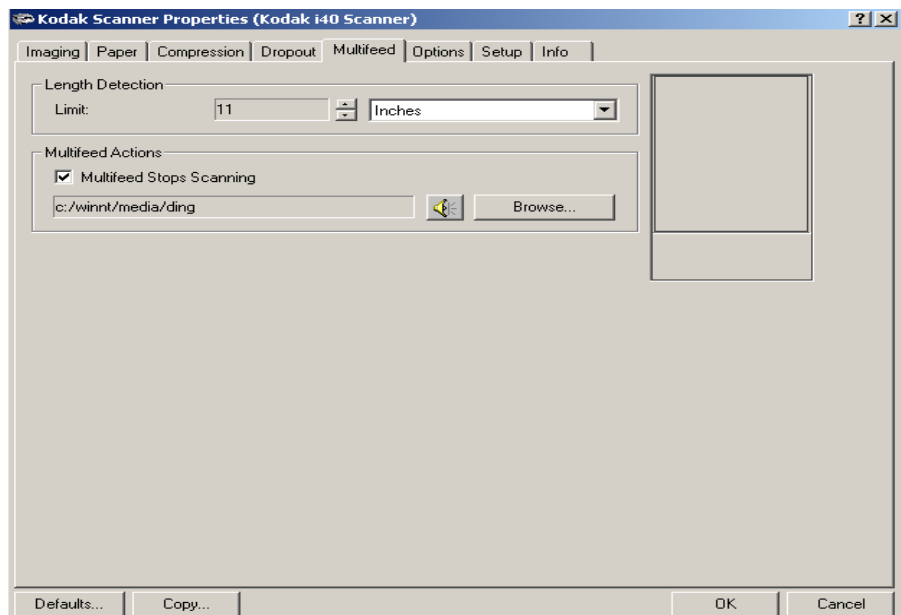 Kodak Scanner Properties (Kodak i40 Scanner)
Imaging Paper Compression Dropout Multifeed Options Setup Info
Length Detection
Limit: 11 Inches
Multifeed Actions
Multifeed Stops Scanning
c:/winnt/media/ding Browse...
Defaults... Copy... OK Cancel